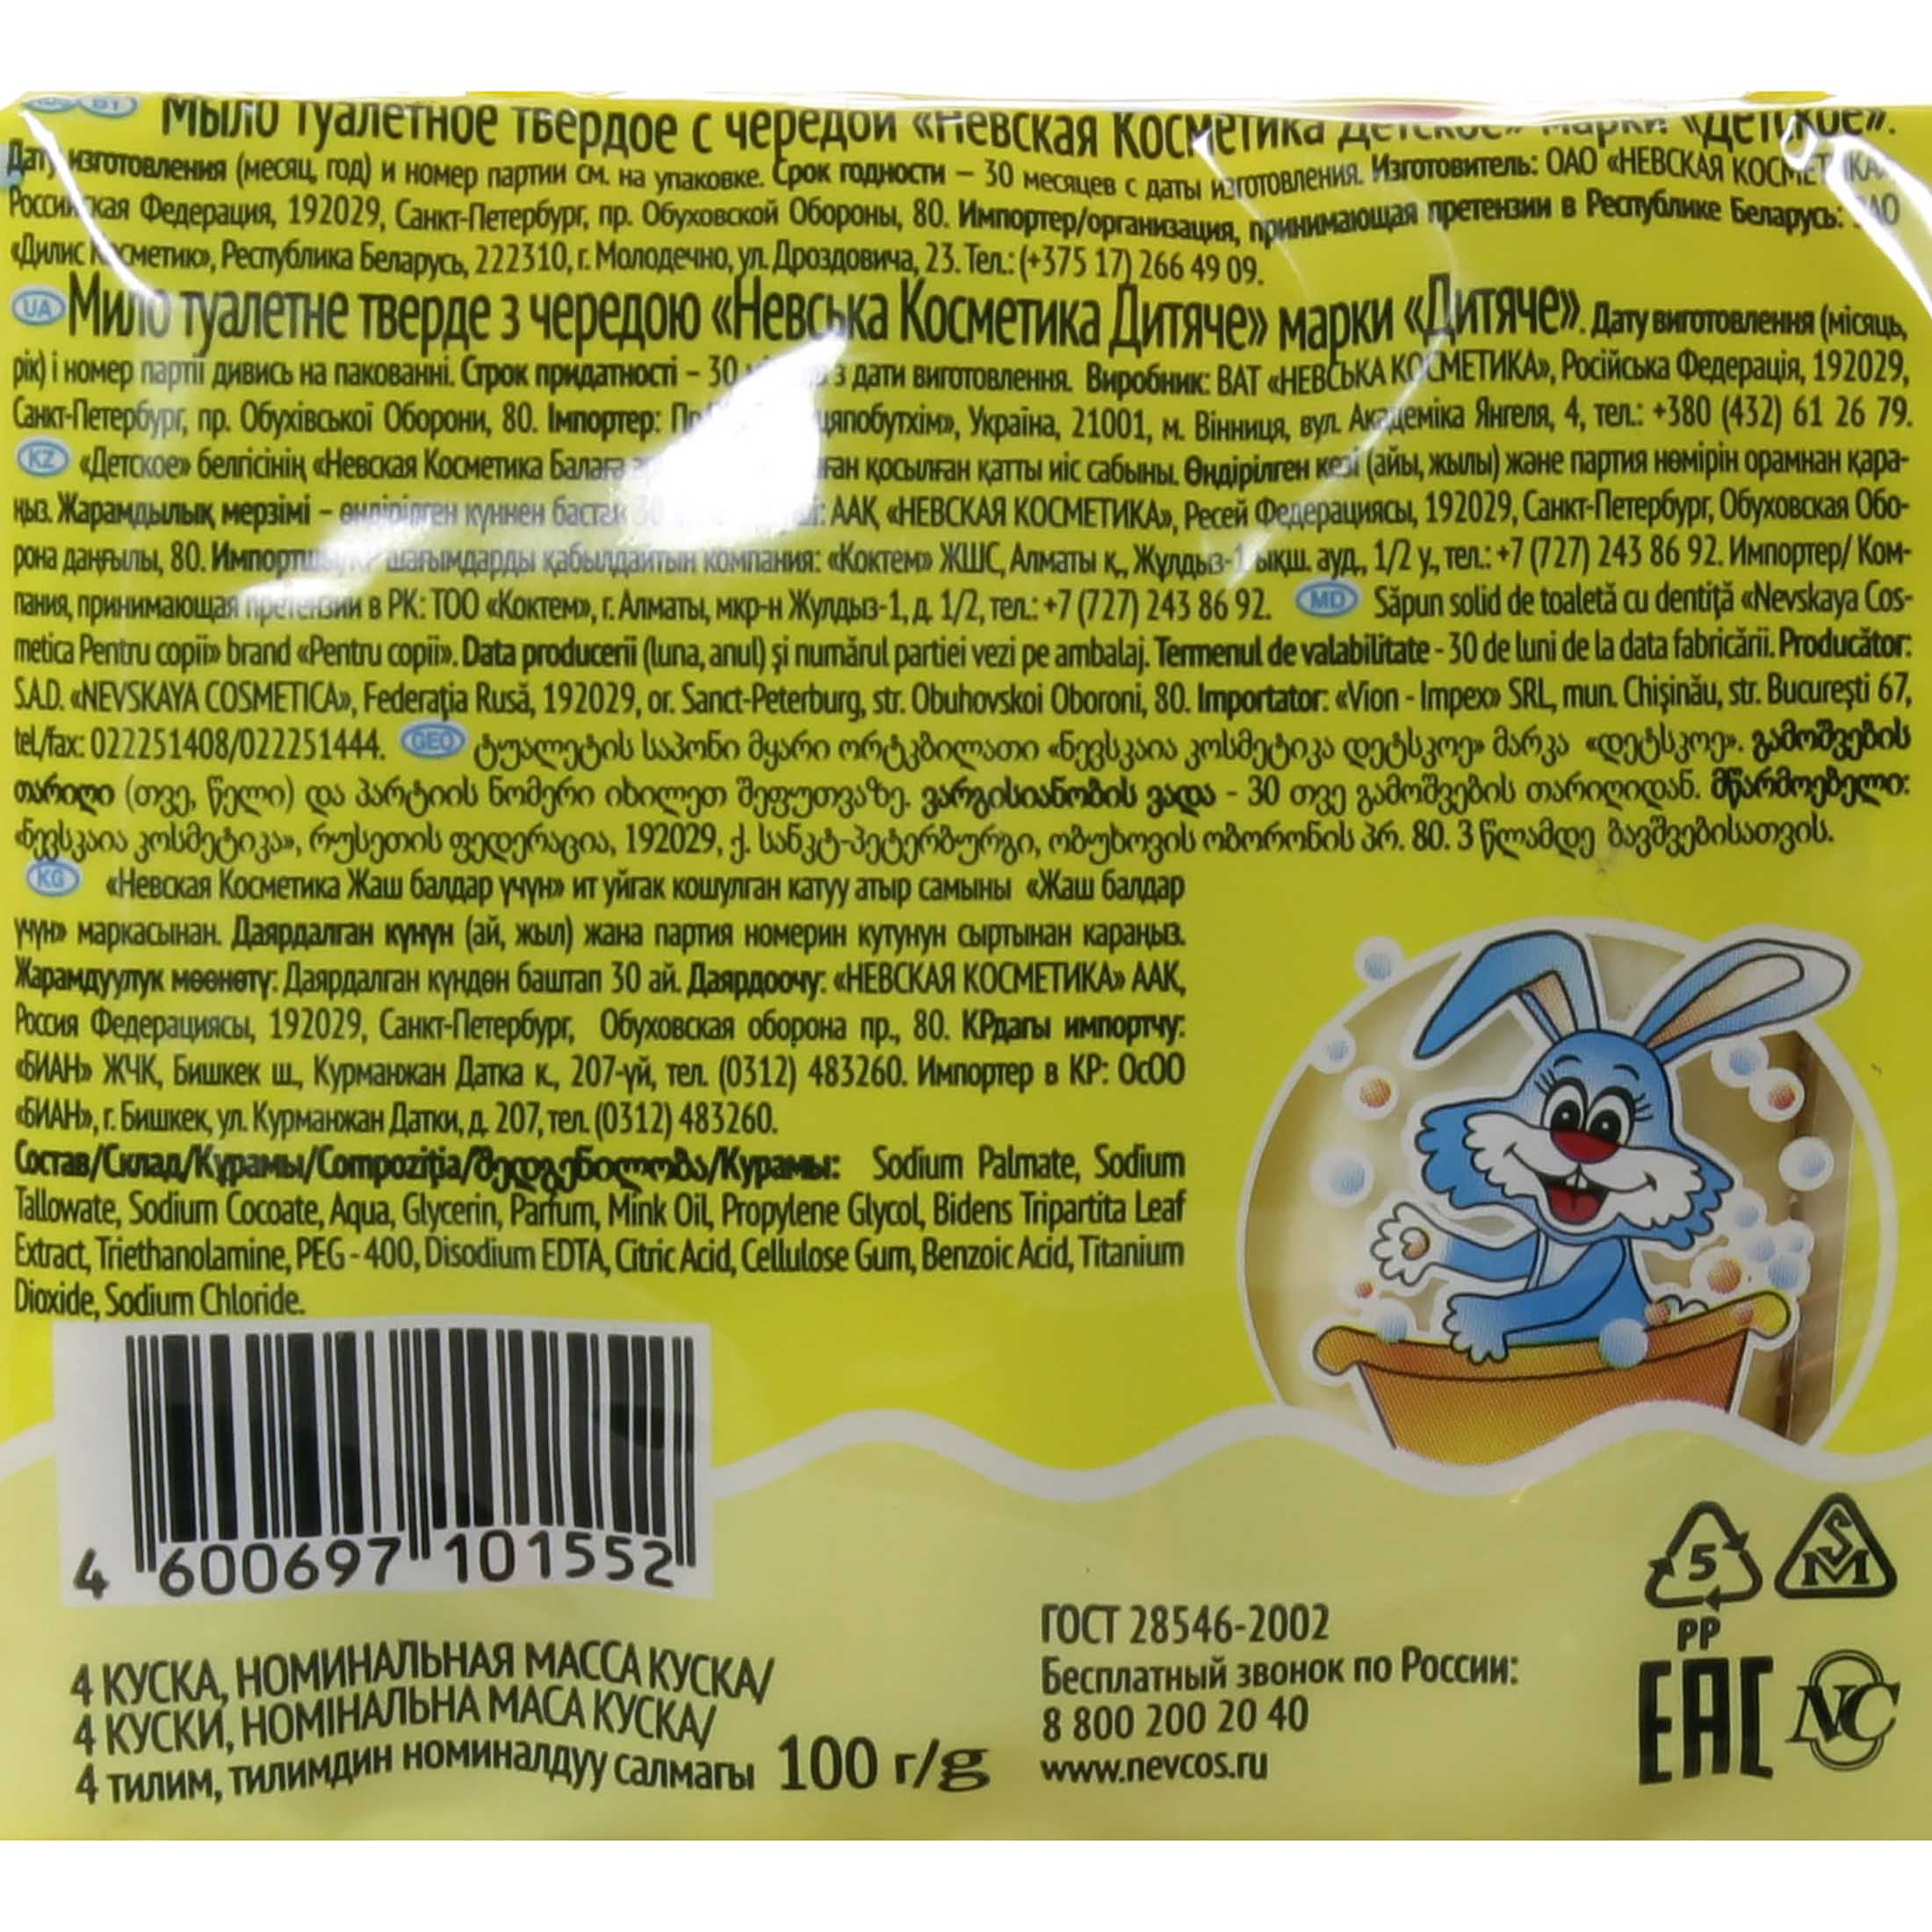 Мыло туалетное твердое с чередой «Невская Косметика Детское» марки «Детское».
Дату изготовления (месяц, год) и номер партии см. на упаковке. Срок годности – 30 месяцев с даты изготовления. Изготовитель: ОАО «НЕВСКАЯ КОСМЕТИКА»,
Российская Федерация, 192029, Санкт-Петербург, пр. Обуховской Обороны, 80. Импортер/организация, принимающая претензии в Республике Беларусь:
«Дилис Косметик», Республика Беларусь, 222310, г. Молодечно, ул. Дроздовича, 23. Тел.: (+375 17) 266 49 09.
UA Мило туалетне тверде з чередою «Невська Косметика Дитяче» марки «Дитяче». Дату виготовлення (місяць,
рік) і номер партії дивись на пакованні. Строк придатності – 30 з дати виготовлення. Виробник: ВАТ «НЕВСЬКА КОСМЕТИКА», Російська Федерація, 192029,
Санкт-Петербург, пр. Обухівської Оборони, 80. Імпортер: Україна, 21001, м. Вінниця, вул. Академіка Янгеля, 4, тел.: +380 (432) 61 26 79.
KZ «Детское» белгісінің «Невская Косметика Балаға қосылған қатты иіс сабыны. Өндірілген кезі (айы, жылы) және партия нөмірін орамнан қара-
ңыз. Жарамдылық мерзімі – өндірілген күннен бастап ААҚ «НЕВСКАЯ КОСМЕТИКА», Ресей Федерациясы, 192029, Санкт-Петербург, Обуховская Обо-
рона даңғылы, 80. шағымдарды қабылдайтын компания: «Коктем» ЖШС, Алматы қ., Жұлдыз-1 ықш. ауд., 1/2 ү., тел.: +7 (727) 243 86 92. Импортер/ Ком-
пания, принимающая претензии в РК: ТОО «Коктем», г. Алматы, мкр-н Жулдыз-1, д. 1/2, тел.: +7 (727) 243 86 92. MD Săpun solid de toaletă cu dentiță «Nevskaya Cos-
metica Pentru copii» brand «Pentru copii». Data producerii (luna, anul) și numărul partiei vezi pe ambalaj. Termenul de valabilitate - 30 de luni de la data fabricării. Producător:
S.A.D. «NEVSKAYA COSMETICA», Federația Rusă, 192029, or. Sanct-Peterburg, str. Obuhovskoi Oboroni, 80. Importator: «Vion - Impex» SRL, mun. Chișinău, str. București 67,
tel./fax: 022251408/022251444. GEO ტუალეტის საპონი მყარი ორტკბილათი «ნევსკაია კოსმეტიკა დეტსკოე» მარკა «დეტსკოე». გამოშვების
თარიღი (თვე, წელი) და პარტიის ნომერი იხილეთ შეფუთვაზე. ვარგისიანობის ვადა - 30 თვე გამოშვების თარიღიდან. მწარმოებელი:
«ნევსკაია კოსმეტიკა», რუსეთის ფედერაცია, 192029, ქ. სანკტ-პეტერბურგი, ობუხოვის ობორონის პრ. 80. 3 წლამდე ბავშვებისათვის.
KG «Невская Косметика Жаш балдар үчүн» ит уйгак кошулган катуу атыр самыны «Жаш балдар
үчүн» маркасынан. Даярдалган күнүн (ай, жыл) жана партия номерин кутунун сыртынан караңыз.
Жарамдуулук мөөнөтү: Даярдалган күндөн баштап 30 ай. Даярдоочу: «НЕВСКАЯ КОСМЕТИКА» ААК,
Россия Федерациясы, 192029, Санкт-Петербург, Обуховская оборона пр., 80. КРдагы импортчу:
«БИАН» ЖЧК, Бишкек ш., Курманжан Датка к., 207-үй, тел. (0312) 483260. Импортер в КР: ОсОО
«БИАН», г. Бишкек, ул. Курманжан Датки, д. 207, тел. (0312) 483260.
Состав/Склад/Құрамы/Compoziția/შედგენილობა/Курамы: Sodium Palmate, Sodium
Tallowate, Sodium Cocoate, Aqua, Glycerin, Parfum, Mink Oil, Propylene Glycol, Bidens Tripartita Leaf
Extract, Triethanolamine, PEG - 400, Disodium EDTA, Citric Acid, Cellulose Gum, Benzoic Acid, Titanium
Dioxide, Sodium Chloride.
4 600697 101552
4 КУСКА, НОМИНАЛЬНАЯ МАССА КУСКА/
4 КУСКИ, НОМІНАЛЬНА МАСА КУСКА/
4 ТИЛИМ, ТИЛИМДИН НОМИНАЛДУУ САЛМАГЫ 100 г/g
ГОСТ 28546-2002
Бесплатный звонок по России:
8 800 200 20 40
www.nevcos.ru
5
PP
SM
EAC
NC